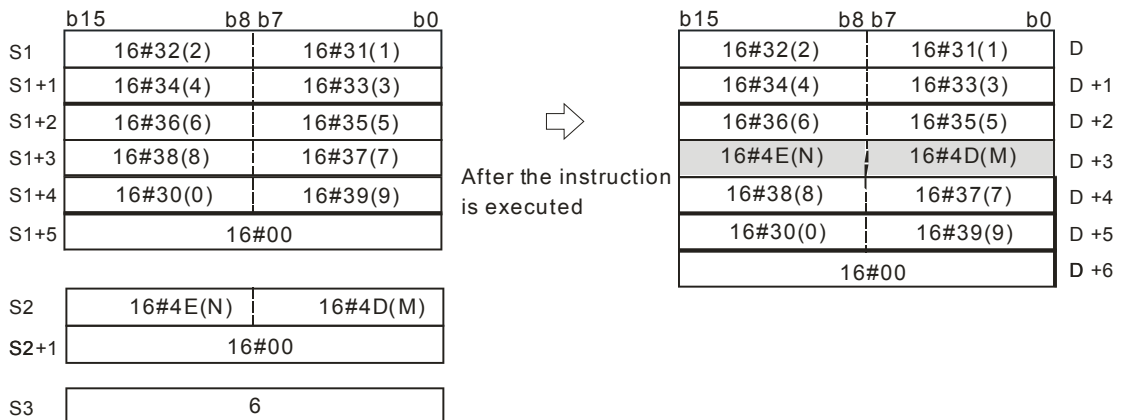 b15 b8 b7 b0
S1 16#32(2) 16#31(1)
S1+1 16#34(4) 16#33(3)
S1+2 16#36(6) 16#35(5)
S1+3 16#38(8) 16#37(7)
S1+4 16#30(0) 16#39(9)
S1+5 16#00
S2 16#4E(N) 16#4D(M)
S2+1 16#00
S3 6
After the instruction
is executed
b15 b8 b7 b0
16#32(2) 16#31(1) D
16#34(4) 16#33(3) D +1
16#36(6) 16#35(5) D +2
16#4E(N) 16#4D(M) D +3
16#38(8) 16#37(7) D +4
16#30(0) 16#39(9) D +5
16#00 D +6